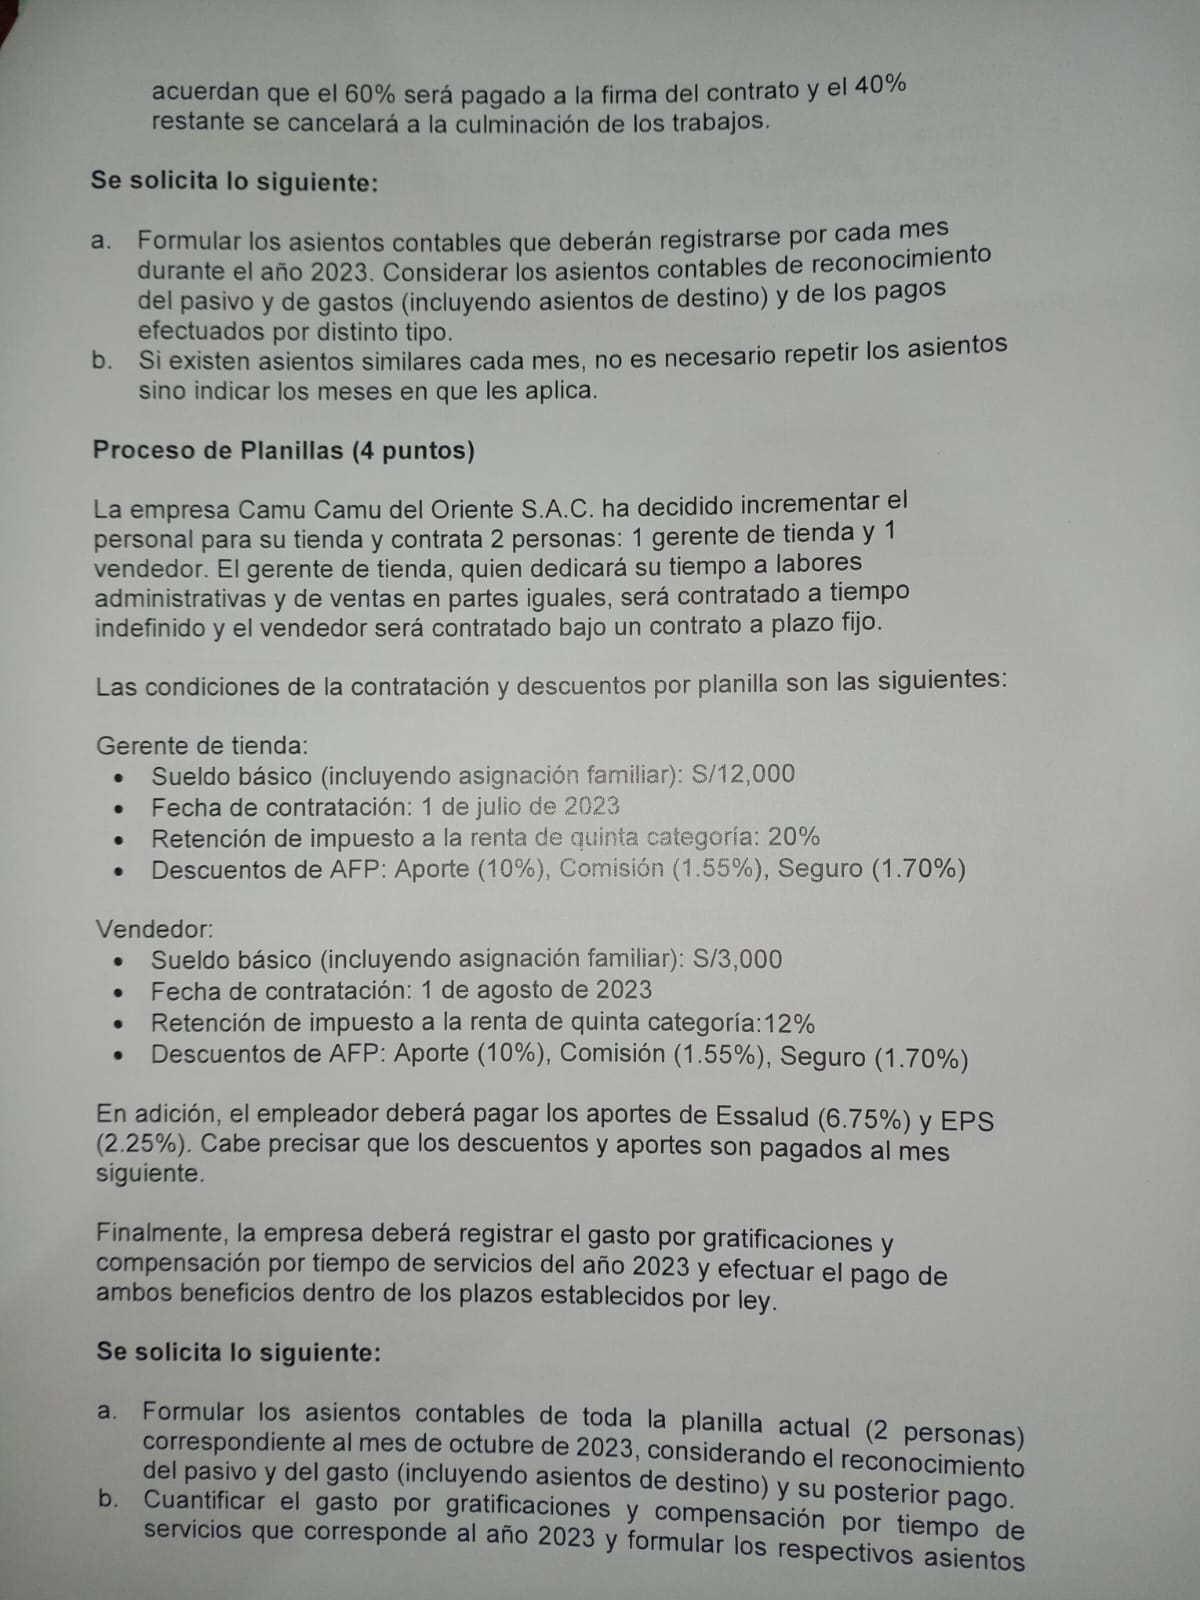 acuerdan que el 60% será pagado a la firma del contrato y el 40%
restante se cancelará a la culminación de los trabajos.
Se solicita lo siguiente:
a. Formular los asientos contables que deberán registrarse por cada mes
durante el año 2023. Considerar los asientos contables de reconocimiento
del pasivo y de gastos (incluyendo asientos de destino) y de los pagos
efectuados por distinto tipo.
b. Si existen asientos similares cada mes, no es necesario repetir los asientos
sino indicar los meses en que les aplica.
Proceso de Planillas (4 puntos)
La empresa Camu Camu del Oriente S.A.C. ha decidido incrementar el
personal para su tienda y contrata 2 personas: 1 gerente de tienda y 1
vendedor. El gerente de tienda, quien dedicará su tiempo a labores
administrativas y de ventas en partes iguales, será contratado a tiempo
indefinido y el vendedor será contratado bajo un contrato a plazo fijo.
Las condiciones de la contratación y descuentos por planilla son las siguientes:
Gerente de tienda:
• Sueldo básico (incluyendo asignación familiar): S/12,000
• Fecha de contratación: 1 de julio de 2023
• Retención de impuesto a la renta de quinta categoría: 20%
• Descuentos de AFP: Aporte (10%), Comisión (1.55%), Seguro (1.70%)
Vendedor:
• Sueldo básico (incluyendo asignación familiar): S/3,000
• Fecha de contratación: 1 de agosto de 2023
• Retención de impuesto a la renta de quinta categoría:12%
• Descuentos de AFP: Aporte (10%), Comisión (1.55%), Seguro (1.70%)
En adición, el empleador deberá pagar los aportes de Essalud (6.75%) y EPS
(2.25%). Cabe precisar que los descuentos y aportes son pagados al mes
siguiente.
Finalmente, la empresa deberá registrar el gasto por gratificaciones y
compensación por tiempo de servicios del año 2023 y efectuar el pago de
ambos beneficios dentro de los plazos establecidos por ley.
Se solicita lo siguiente:
a. Formular los asientos contables de toda la planilla actual (2 personas)
correspondiente al mes de octubre de 2023, considerando el reconocimiento
del pasivo y del gasto (incluyendo asientos de destino) y su posterior pago.
b. Cuantificar el gasto por gratificaciones y compensación por tiempo de
servicios que corresponde al año 2023 y formular los respectivos asientos